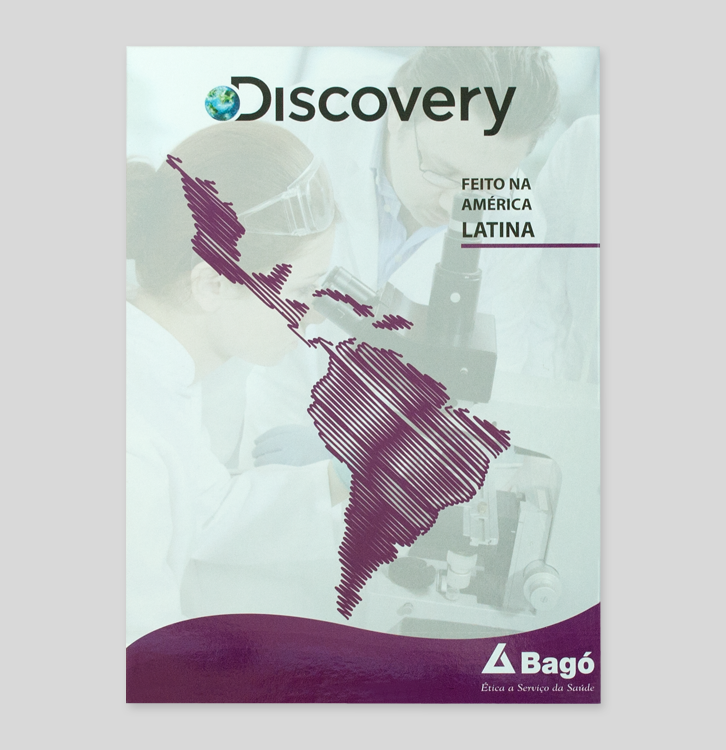 Discovery
FEITO NA
AMÉRICA
LATINA
Bagó
Ética a Serviço da Saúde